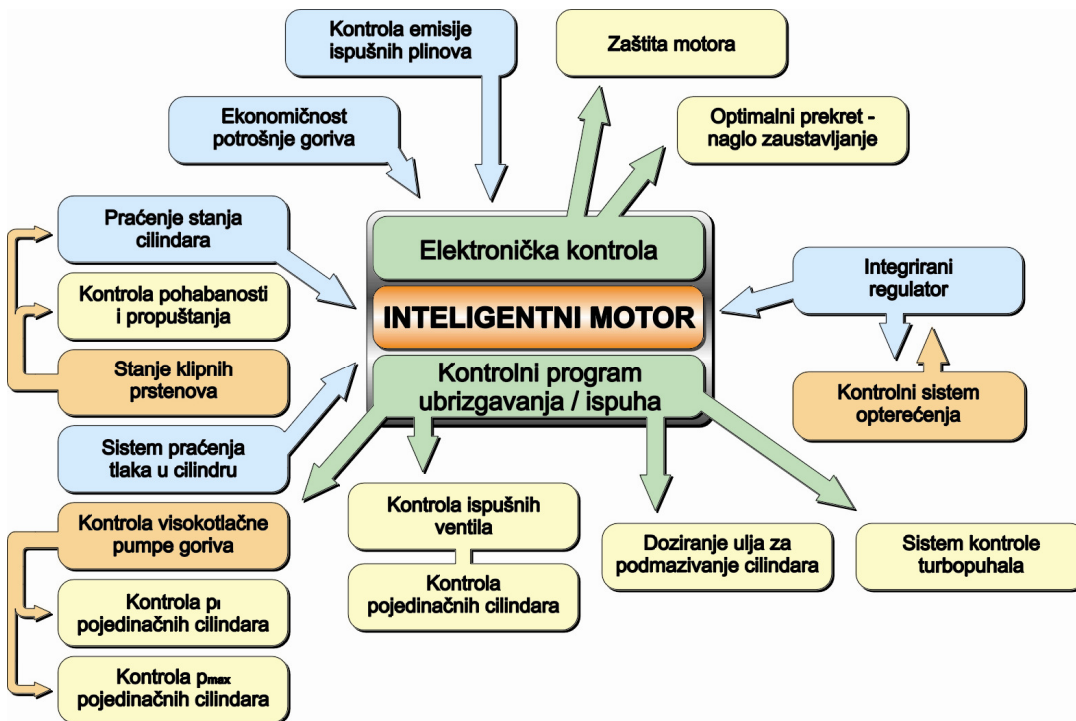 Kontrola emisije
ispušnih plinova
Zaštita motora
Ekonomičnost
potrošnje goriva
Optimalni prekret -
naglo zaustavljanje
Praćenje stanja
cilindara
Elektronička kontrola
Integrirani
regulator
Kontrola pohabanosti
i propuštanja
INTELIGENTNI MOTOR
Stanje klipnih
prstenova
Kontrolni program
ubrizgavanja / ispuha
Kontrolni sistem
opterećenja
Sistem praćenja
tlaka u cilindru
Kontrola visokotlačne
pumpe goriva
Kontrola ispušnih
ventila
Doziranje ulja za
podmazivanje cilindara
Sistem kontrole
turbopuhala
Kontrola
pojedinačnih cilindara
Kontrola pı
pojedinačnih cilindara
Kontrola pmax
pojedinačnih cilindara